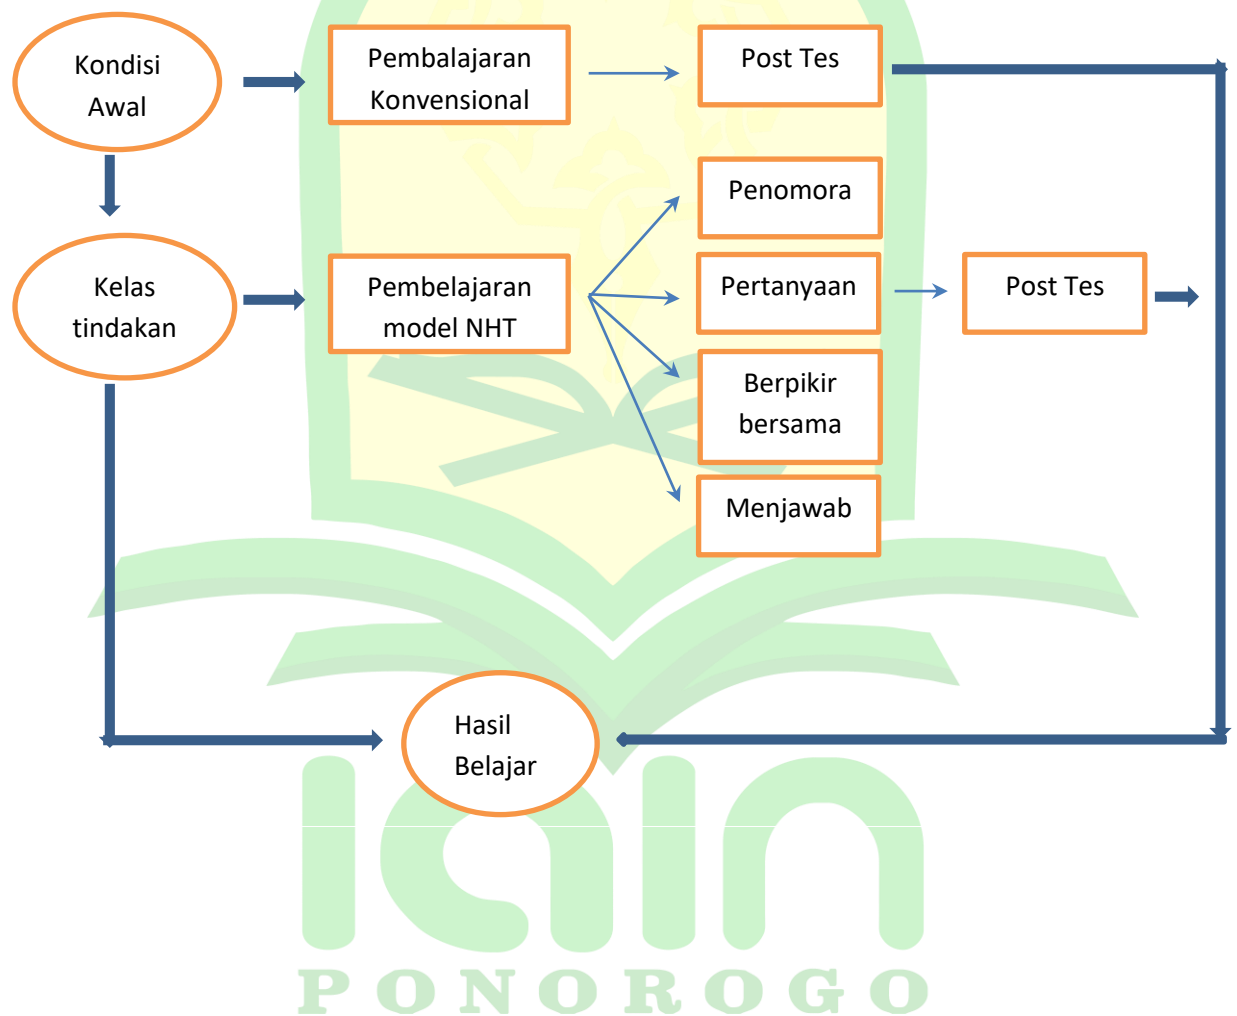 Kondisi
Awal
Pembalajaran
Konvensional
Post Tes
Penomora
Kelas
tindakan
Pembelajaran
model NHT
Pertanyaan
Post Tes
Berpikir
bersama
Menjawab
Hasil
Belajar
iain
PONOROGO